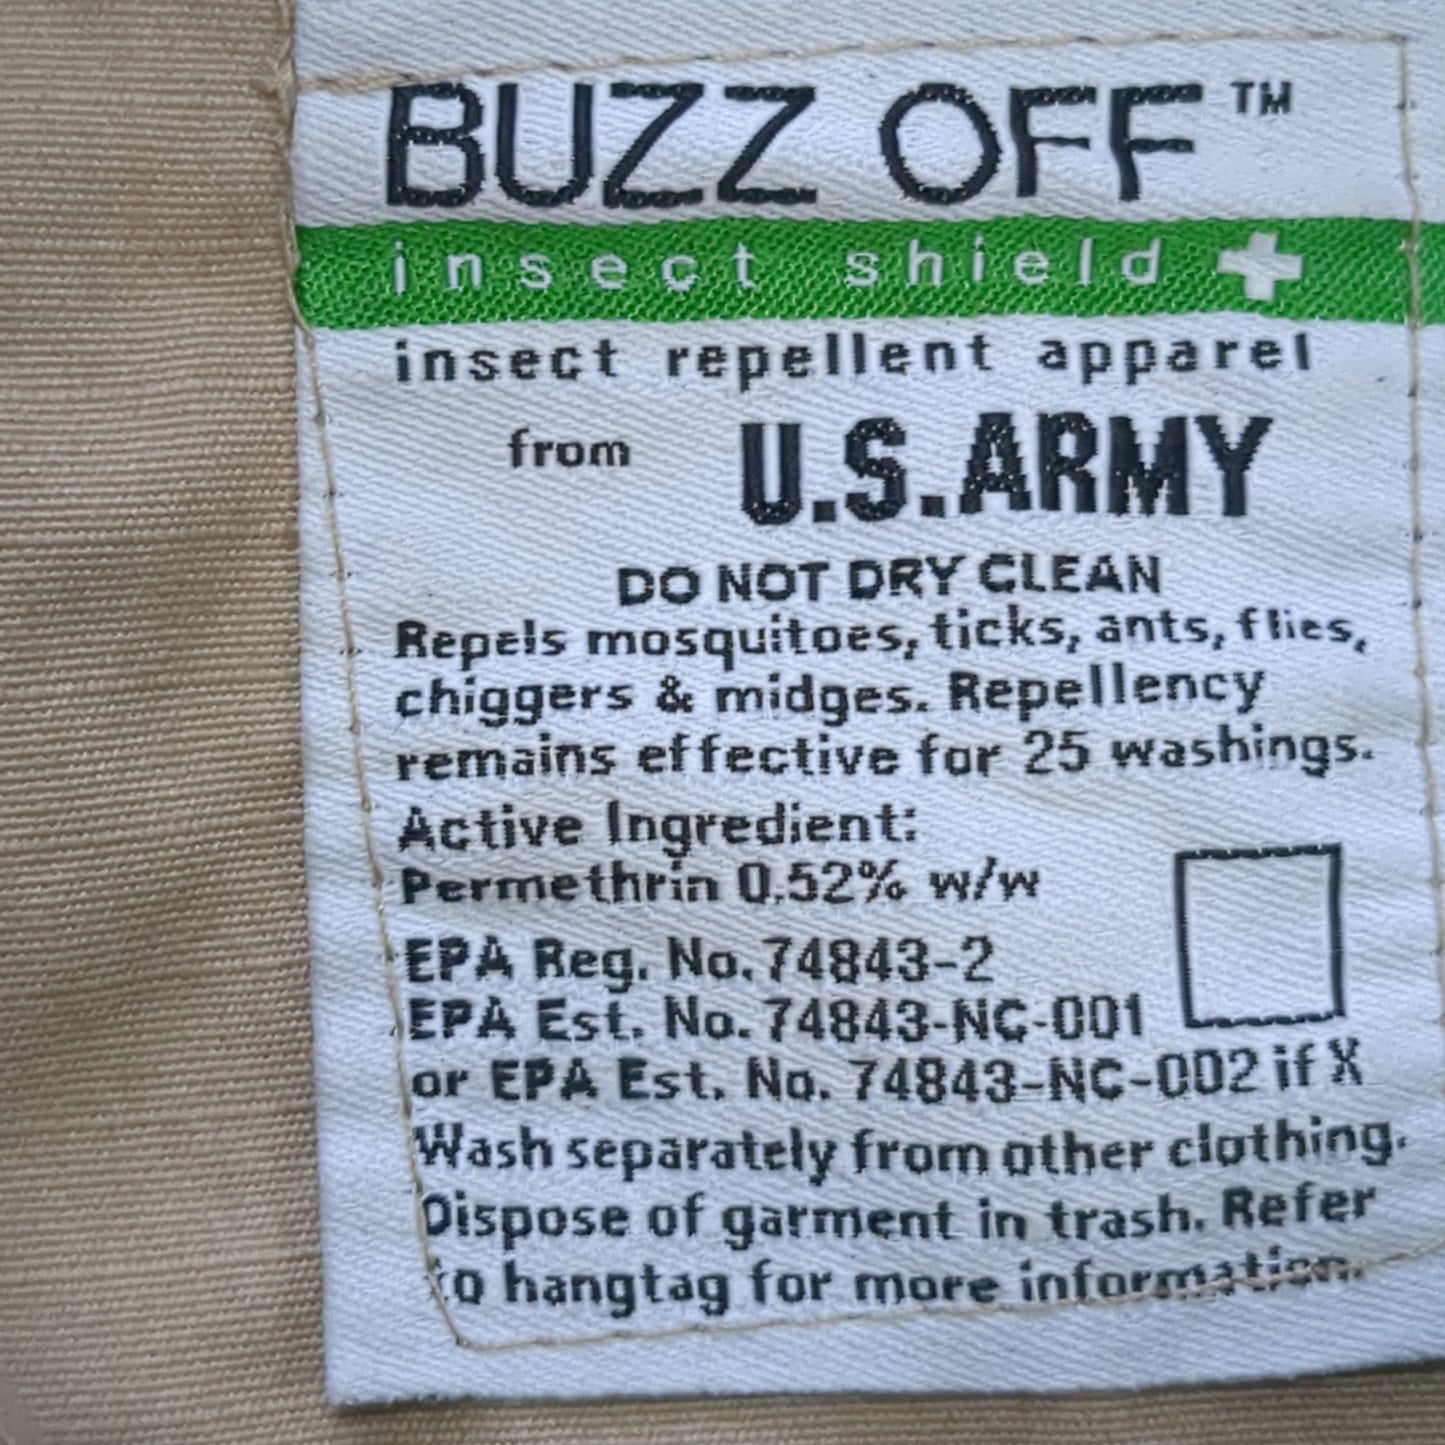 BUZZ OFF™
insect shield
insect repellent apparel
from U.S.ARMY
DO NOT DRY CLEAN
Repels mosquitoes, ticks, ants, flies,
chiggers & midges. Repellency
remains effective for 25 washings.
Active Ingredient:
Permethrin 0.52% w/w
EPA Reg. No. 74843-2
EPA Est. No. 74843-NC-001
or EPA Est. No. 74843-NC-002 if X
Wash separately from other clothing.
Dispose of garment in trash. Refer
to hangtag for more information.